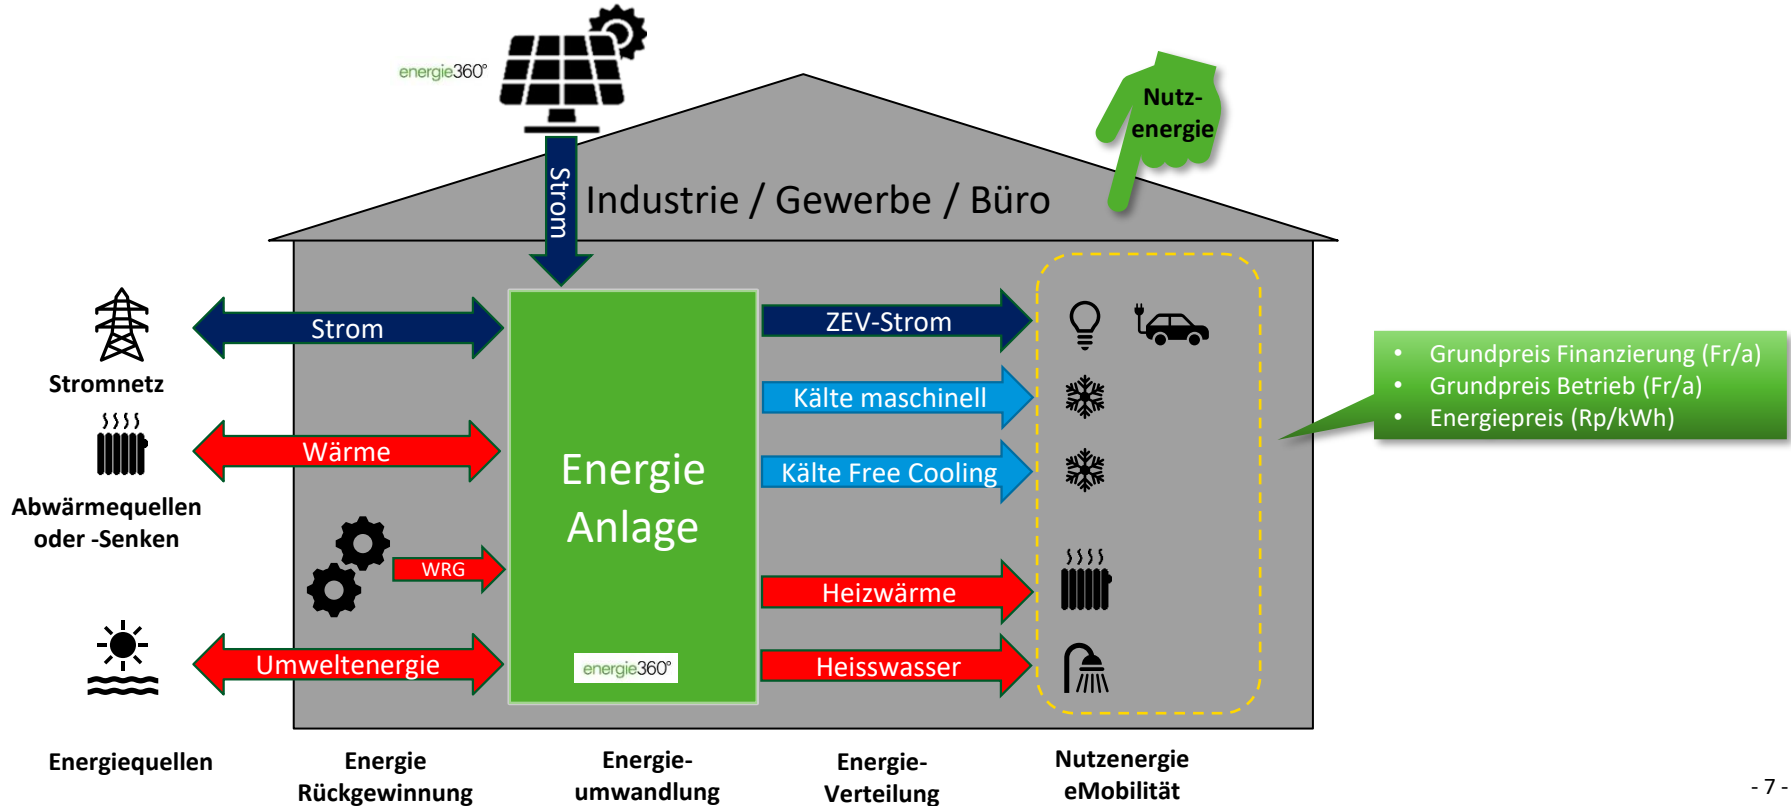 energie360°
Nutz-
energie
Strom
Industrie / Gewerbe / Büro
Strom
ZEV-Strom
Stromnetz
Kälte maschinell
Wärme
Kälte Free Cooling
Abwärmequellen
oder -Senken
Energie
Anlage
WRG
Heizwärme
Umweltenergie
energie360°
Heisswasser
• Grundpreis Finanzierung (Fr/a)
• Grundpreis Betrieb (Fr/a)
• Energiepreis (Rp/kWh)
Energiequellen
Energie
Rückgewinnung
Energie-
umwandlung
Energie-
Verteilung
Nutzenergie
eMobilität
- 7 -